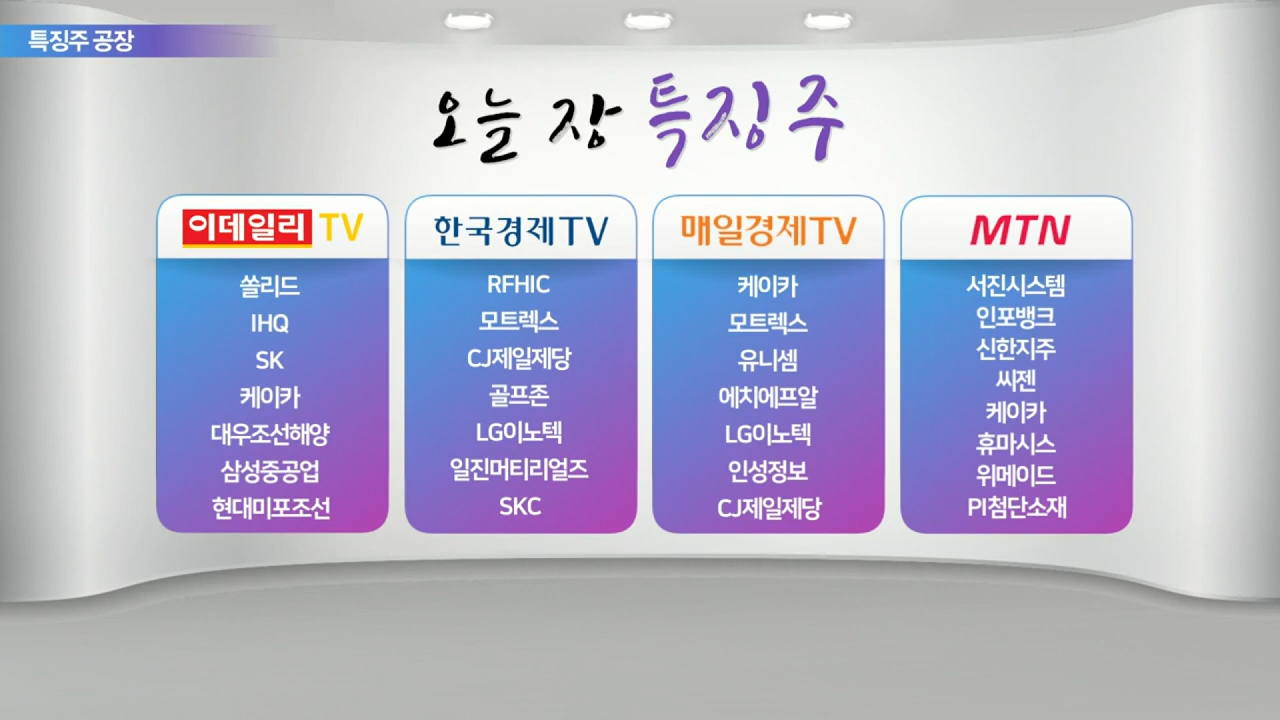 특징주 공장
오늘 장 특징주
이데일리 TV
쏠리드
IHQ
SK
케이카
대우조선해양
삼성중공업
현대미포조선
한국경제TV
RFHIC
모트렉스
CJ제일제당
골프존
LG이노텍
일진머티리얼즈
SKC
매일경제TV
케이카
모트렉스
유니셈
에치에프알
LG이노텍
인성정보
CJ제일제당
MTN
서진시스템
인포뱅크
신한지주
씨젠
케이카
휴마시스
위메이드
PI첨단소재